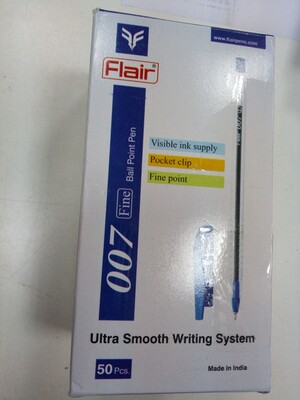 www.flairpens.com
Flair®
007 Fine Ball Point Pen
Visible ink supply
Pocket clip
Fine point
Ultra Smooth Writing System
50 Pcs.
Made in India